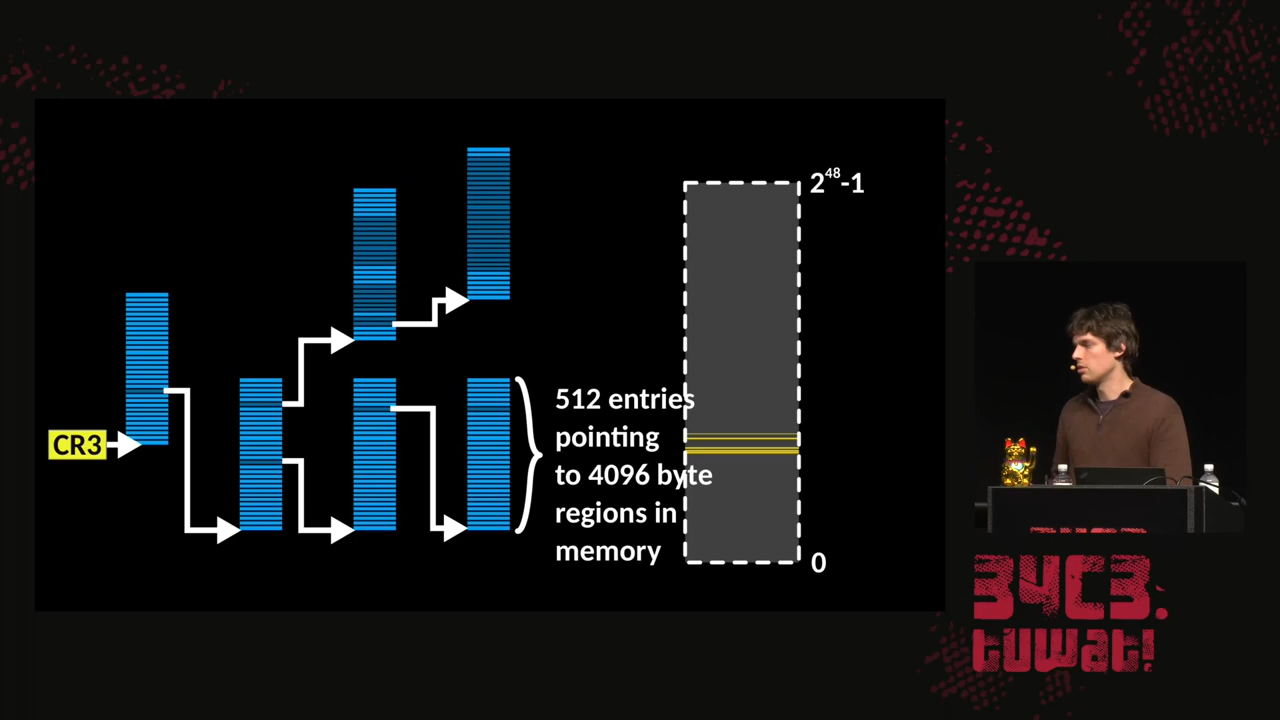 2⁴⁸-1
512 entries
pointing
to 4096 byte
regions in
memory
CR3
0
34C3.
tuwat!